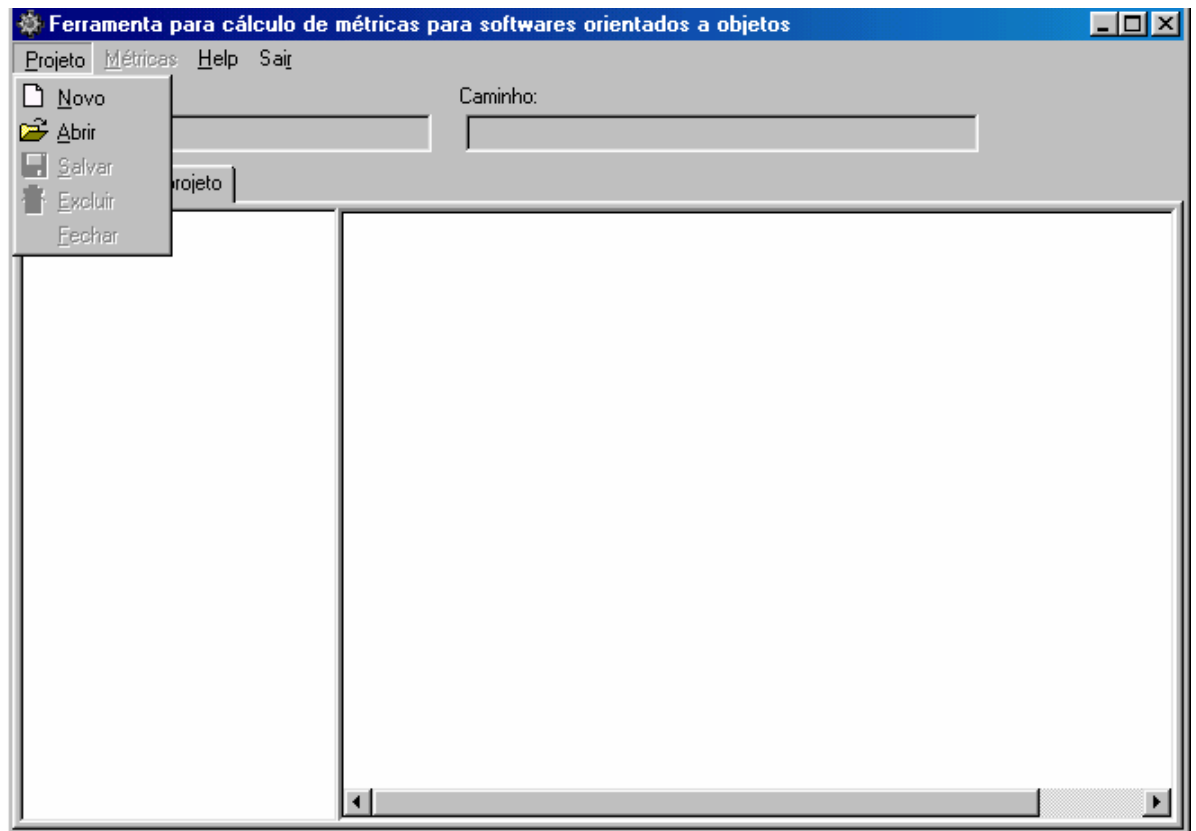 Ferramenta para cálculo de métricas para softwares orientados a objetos
Projeto Métricas Help Sair
Novo
Abrir
Salvar
Excluir
Fechar
Caminho: